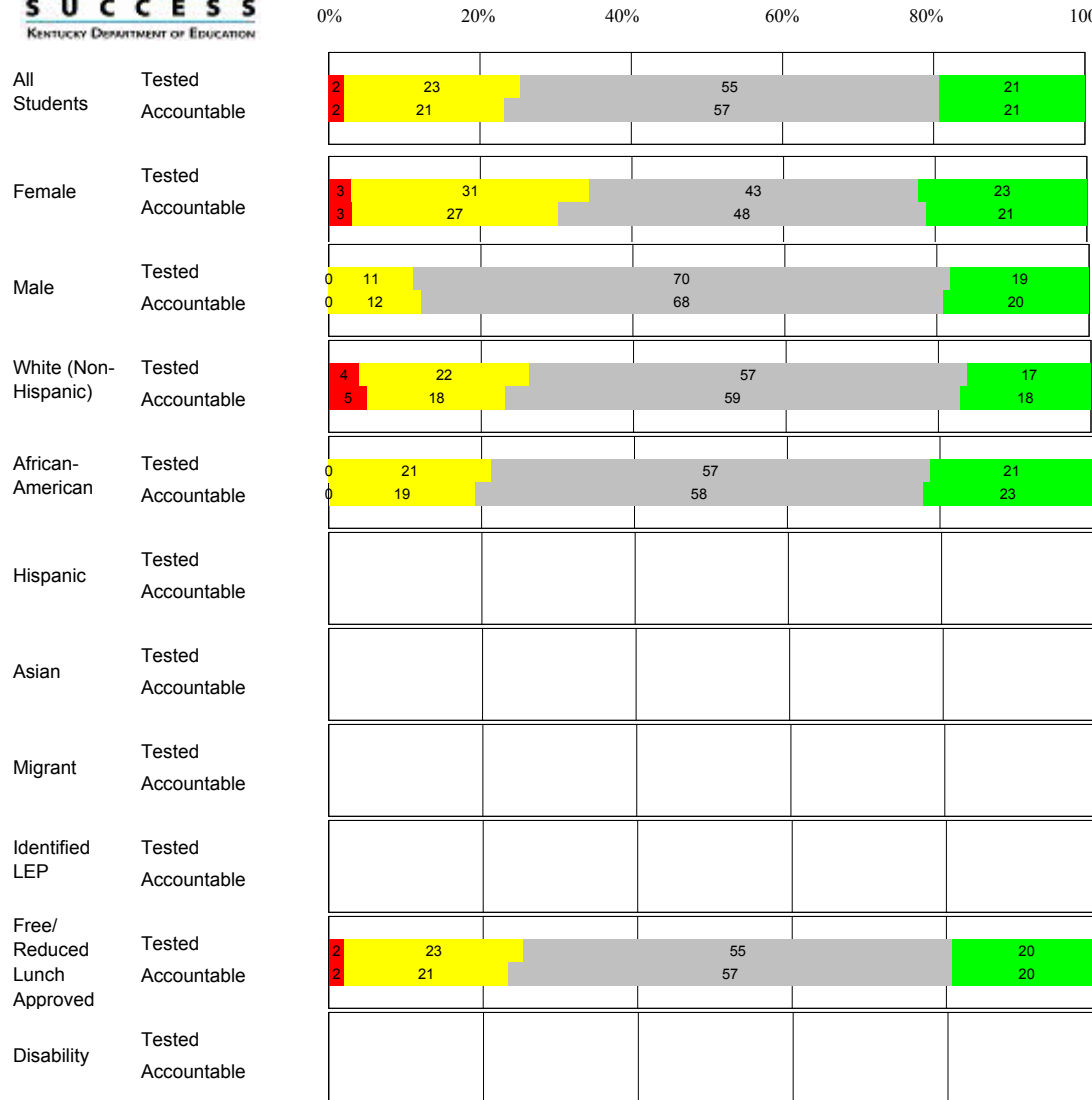 SUCCESS
KENTUCKY DEPARTMENT OF EDUCATION
0% 20% 40% 60% 80% 100
All Students
Tested 2 23 55 21
Accountable 2 21 57 21
Female
Tested 3 31 43 23
Accountable 3 27 48 21
Male
Tested 0 11 70 19
Accountable 0 12 68 20
White (Non-
Hispanic)
Tested 4 22 57 17
Accountable 5 18 59 18
African-
American
Tested 0 21 57 21
Accountable 0 19 58 23
Hispanic
Tested
Accountable
Asian
Tested
Accountable
Migrant
Tested
Accountable
Identified
LEP
Tested
Accountable
Free/
Reduced
Lunch
Approved
Tested 2 23 55 20
Accountable 2 21 57 20
Disability
Tested
Accountable